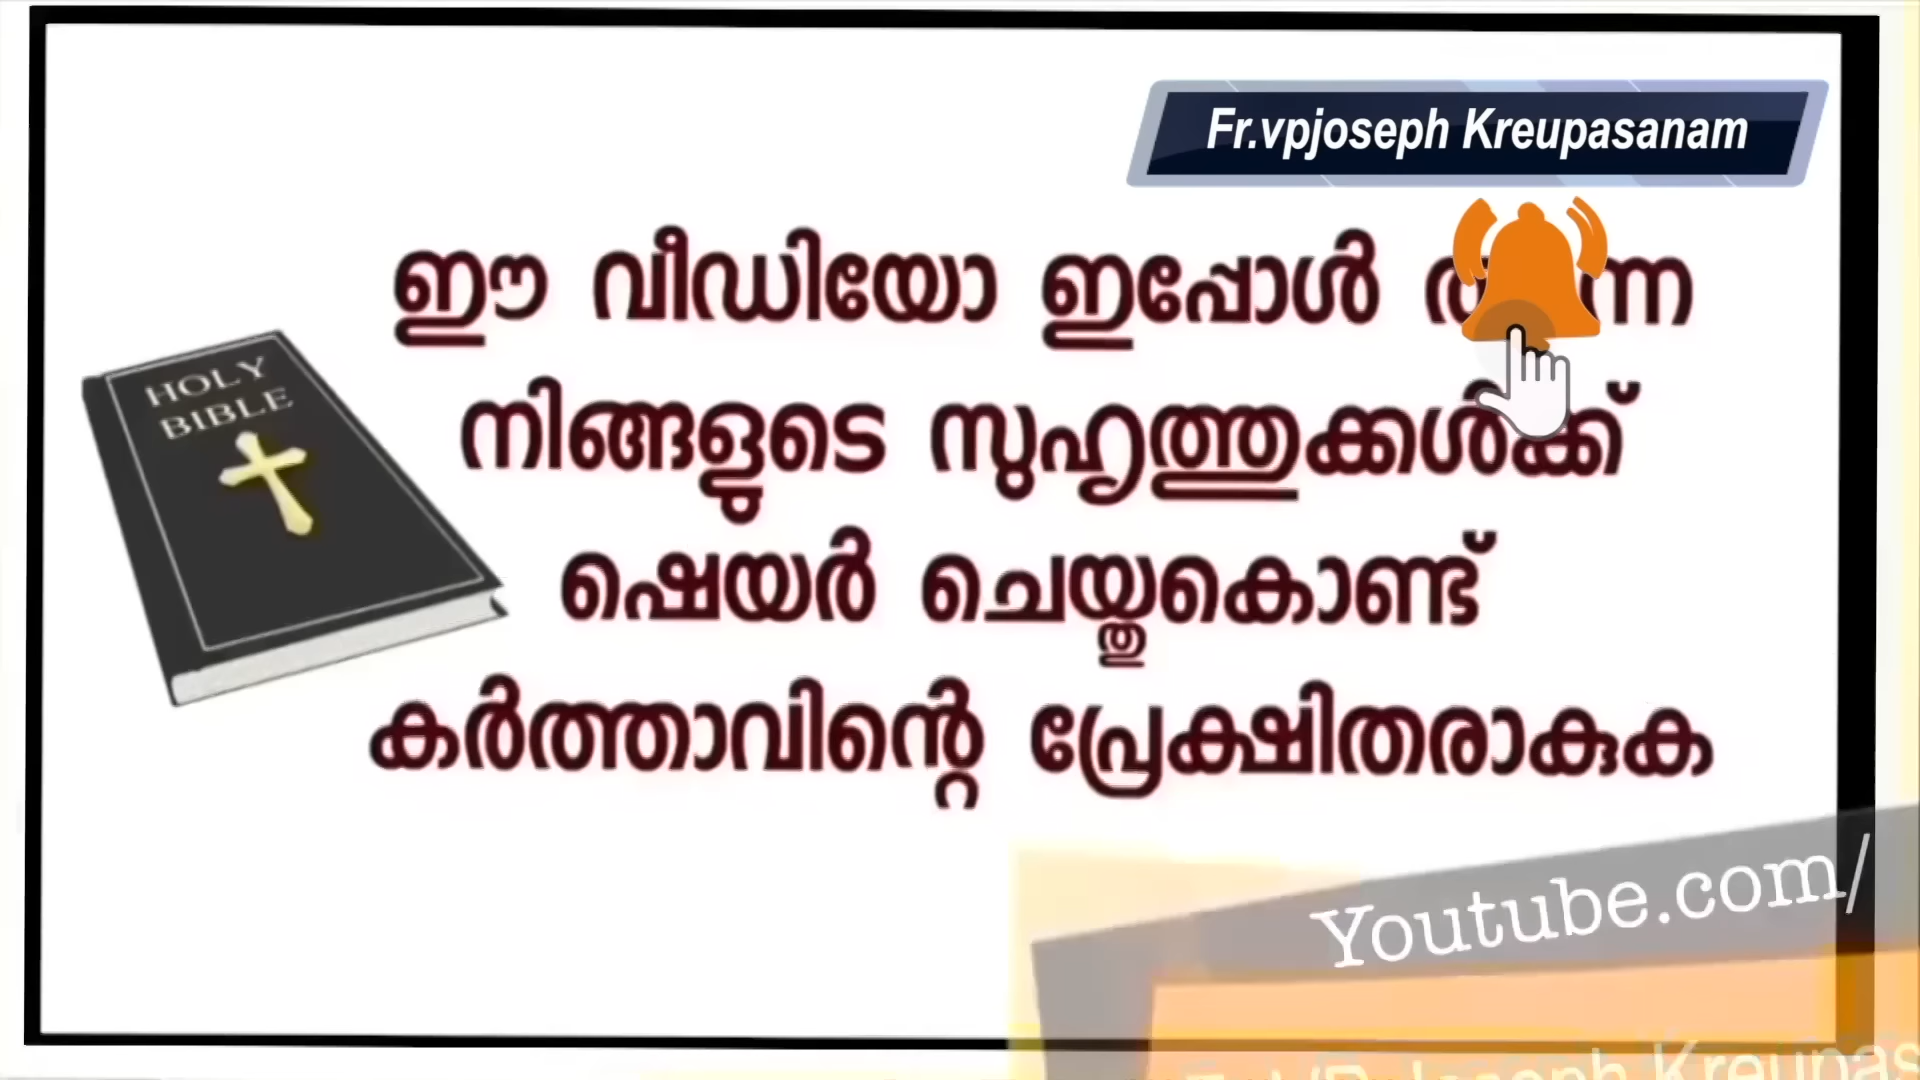 Fr.vpjoseph Kreupasanam
ഈ വീഡിയോ ഇപ്പോൾ
നിങ്ങളുടെ സുഹൃത്തുക്കൾക്ക്
ഷെയർ ചെയ്തുകൊണ്ട്
കർത്താവിന്റെ പ്രേക്ഷിതരാകുക
HOLY
BIBLE
Youtube.com/